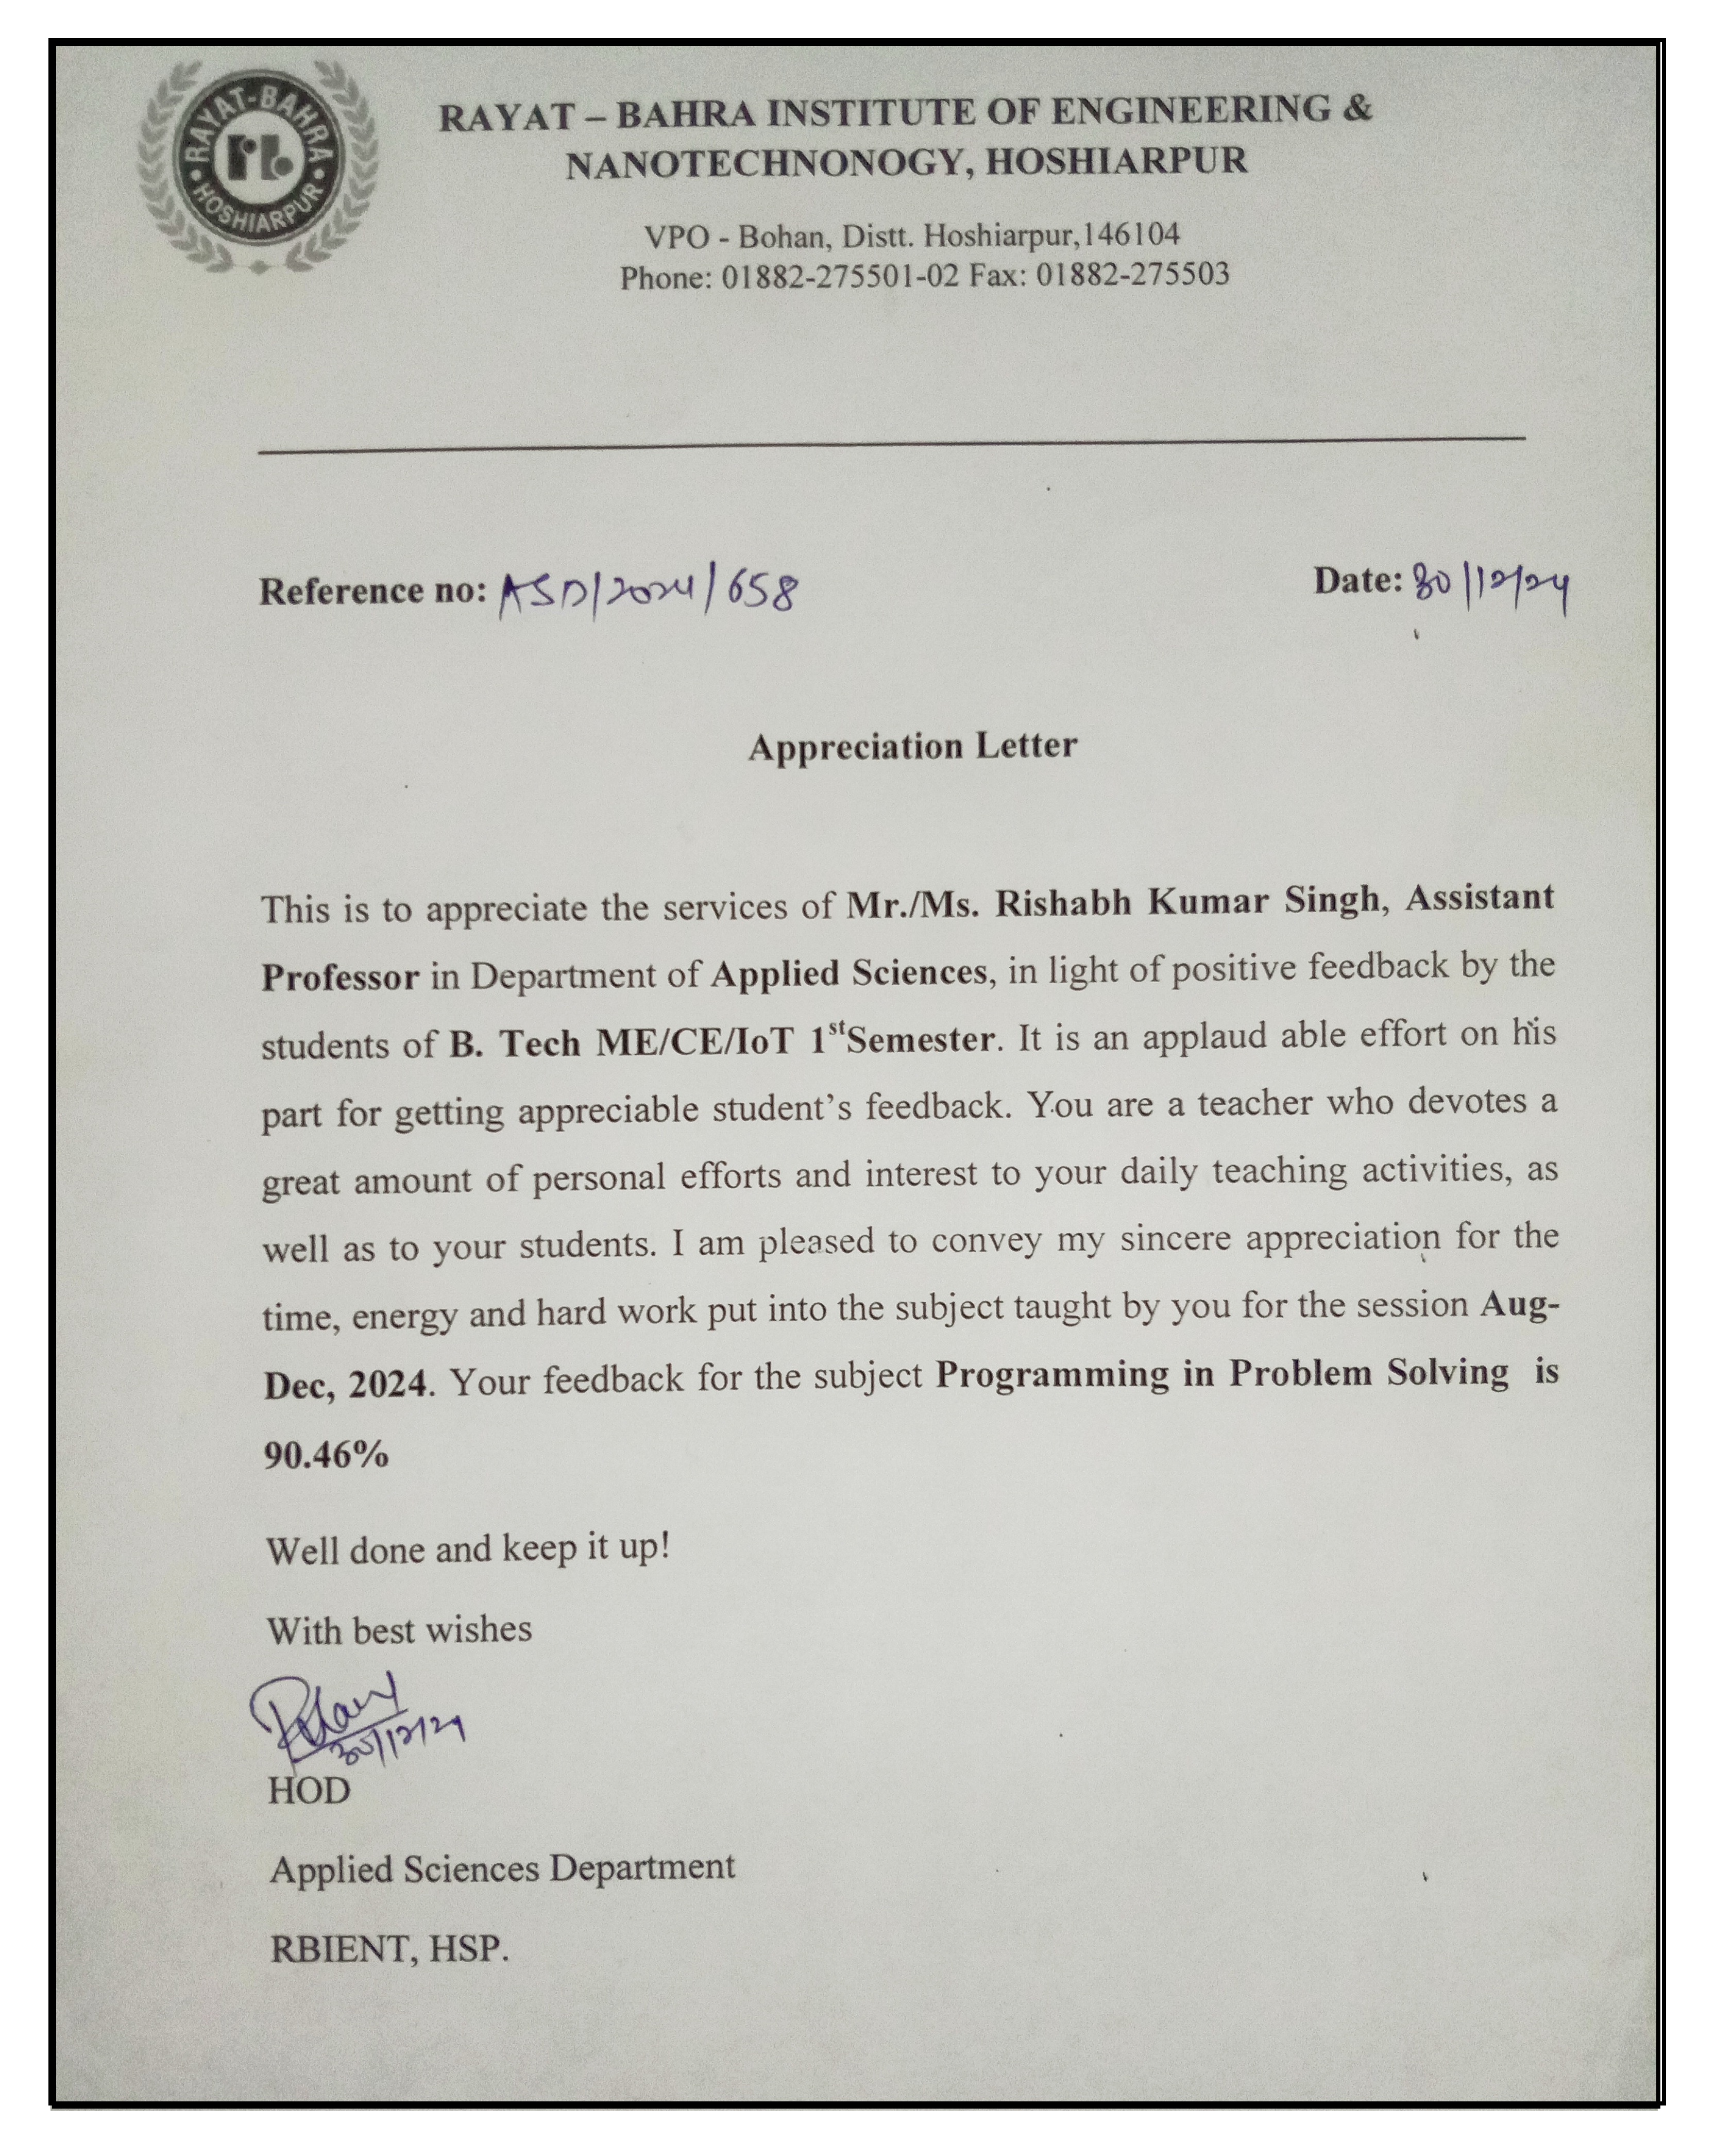 RAYAT-BAHRA
rb
HOSHIARPUR
RAYAT – BAHRA INSTITUTE OF ENGINEERING &
NANOTECHNONOGY, HOSHIARPUR
VPO - Bohan, Distt. Hoshiarpur,146104
Phone: 01882-275501-02 Fax: 01882-275503
Reference no: ASD/2024/658
Date: 30/12/24
Appreciation Letter
This is to appreciate the services of Mr./Ms. Rishabh Kumar Singh, Assistant
Professor in Department of Applied Sciences, in light of positive feedback by the
students of B. Tech ME/CE/IoT 1stSemester. It is an applaud able effort on his
part for getting appreciable student’s feedback. You are a teacher who devotes a
great amount of personal efforts and interest to your daily teaching activities, as
well as to your students. I am pleased to convey my sincere appreciation for the
time, energy and hard work put into the subject taught by you for the session Aug-
Dec, 2024. Your feedback for the subject Programming in Problem Solving is
90.46%
Well done and keep it up!
With best wishes
30/12/24
HOD
Applied Sciences Department
RBIENT, HSP.